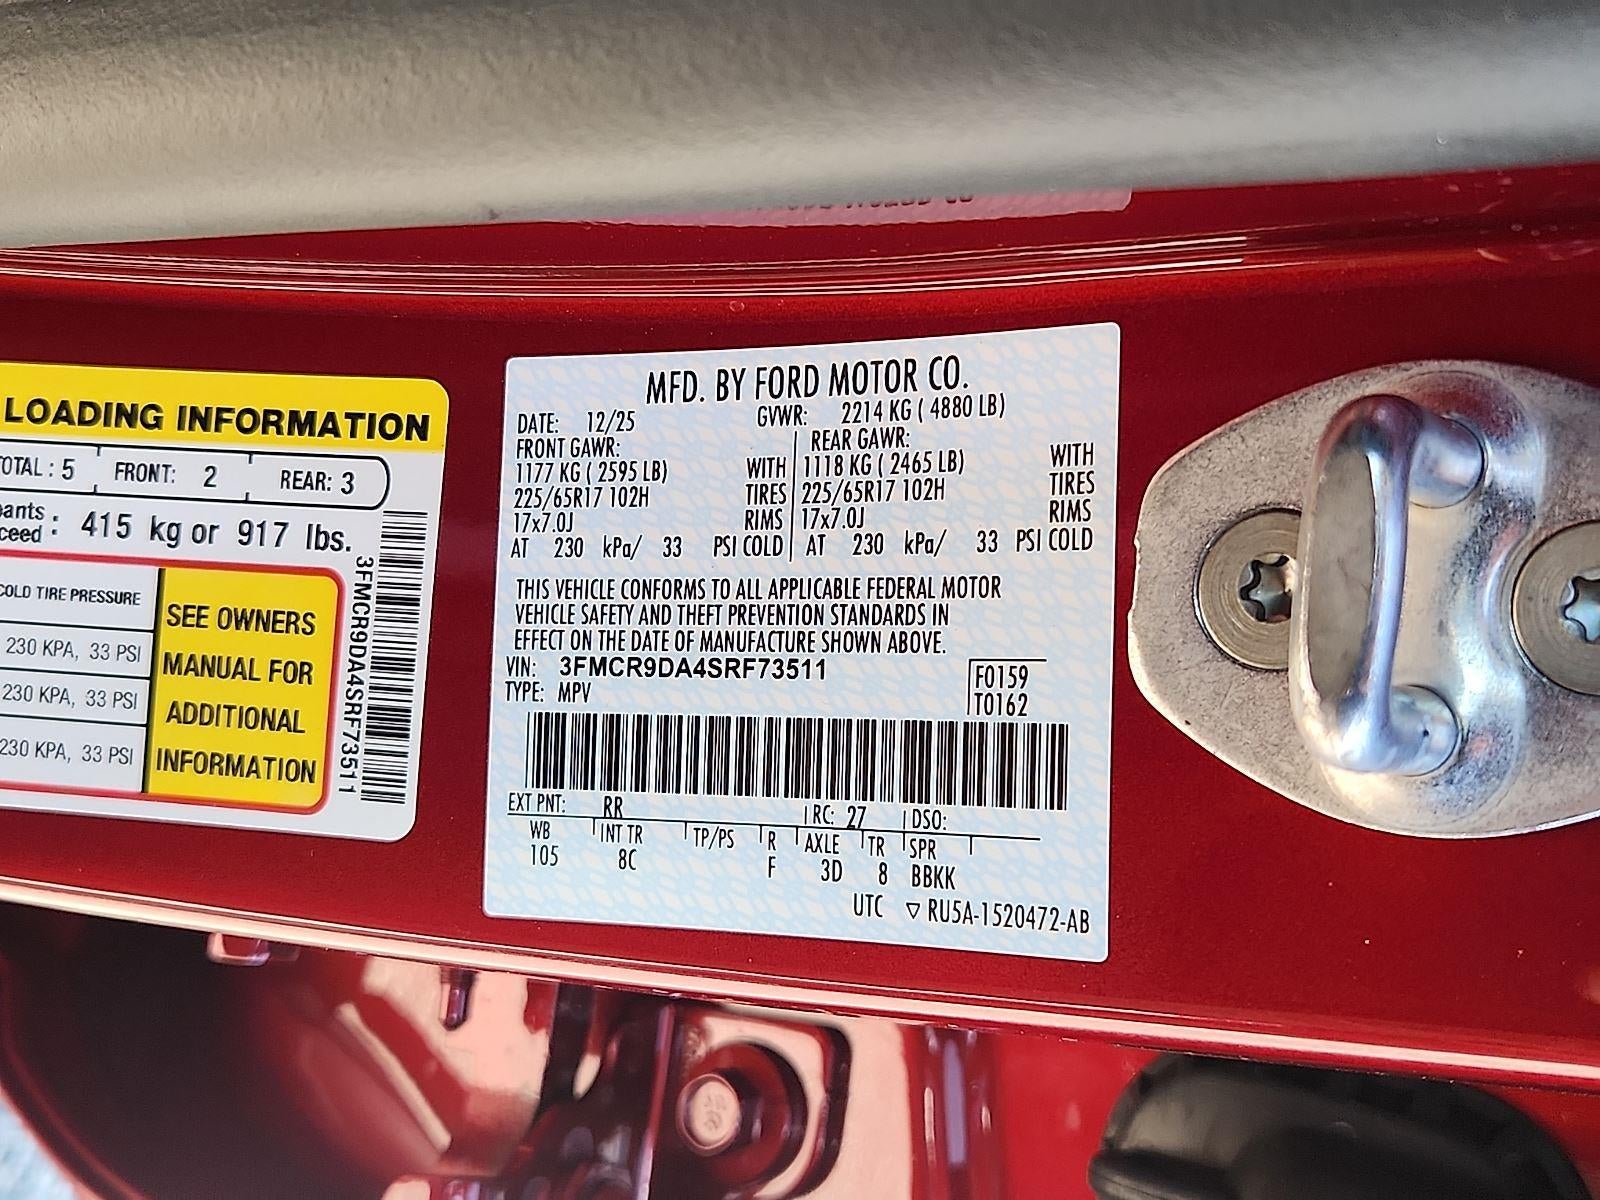 LOADING INFORMATION
OTAL : 5 FRONT: 2 REAR: 3
pants
ceed : 415 kg or 917 lbs.
COLD TIRE PRESSURE
230 KPA, 33 PSI
230 KPA, 33 PSI
230 KPA, 33 PSI
SEE OWNERS
MANUAL FOR
ADDITIONAL
INFORMATION
3FMCR9DA4SRF73511
MFD. BY FORD MOTOR CO.
DATE: 12/25 GVWR: 2214 KG ( 4880 LB)
FRONT GAWR: REAR GAWR:
1177 KG ( 2595 LB) WITH 1118 KG ( 2465 LB) WITH
225/65R17 102H TIRES 225/65R17 102H TIRES
17x7.0J RIMS 17x7.0J RIMS
AT 230 kPa/ 33 PSI COLD AT 230 kPa/ 33 PSI COLD
THIS VEHICLE CONFORMS TO ALL APPLICABLE FEDERAL MOTOR
VEHICLE SAFETY AND THEFT PREVENTION STANDARDS IN
EFFECT ON THE DATE OF MANUFACTURE SHOWN ABOVE.
VIN: 3FMCR9DA4SRF73511 F0159
TYPE: MPV T0162
EXT PNT: RR RC: 27 DSO:
WB INT TR TP/PS R AXLE TR SPR
105 8C F 3D 8 BBKK
UTC ▽ RU5A-1520472-AB